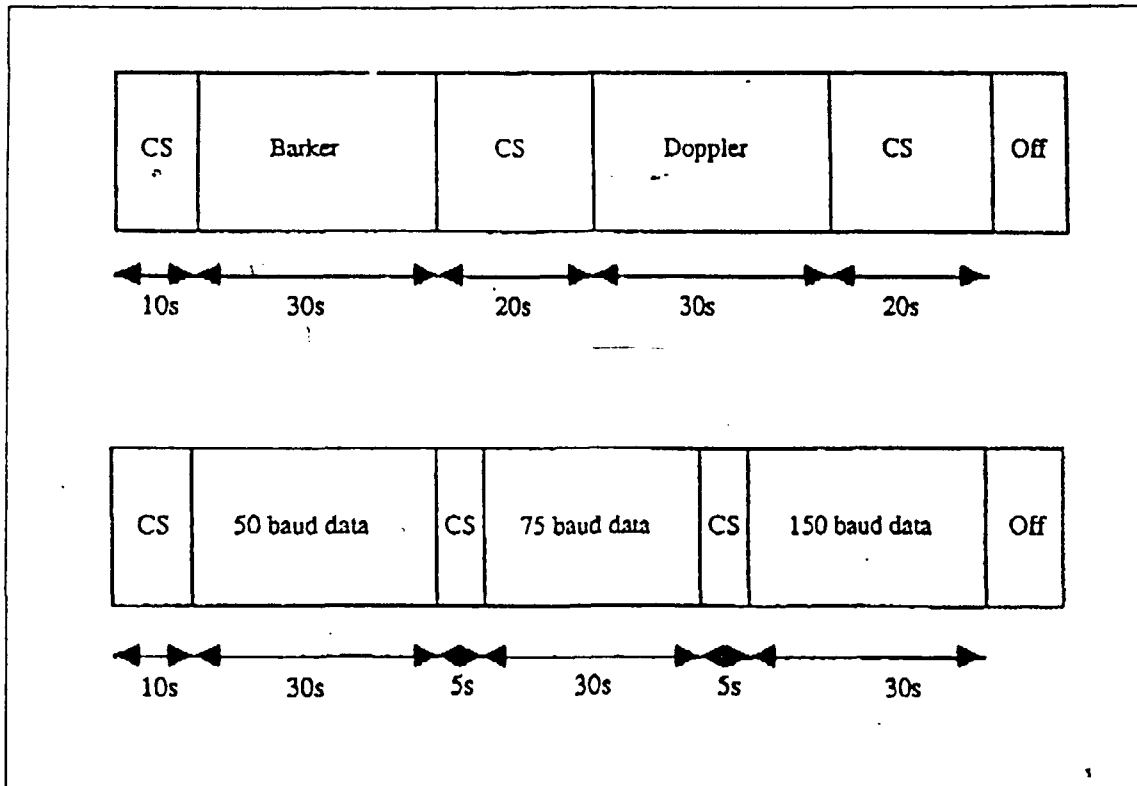 CS Barker CS Doppler CS Off
10s 30s 20s 30s 20s
CS 50 baud data CS 75 baud data CS 150 baud data Off
10s 30s 5s 30s 5s 30s